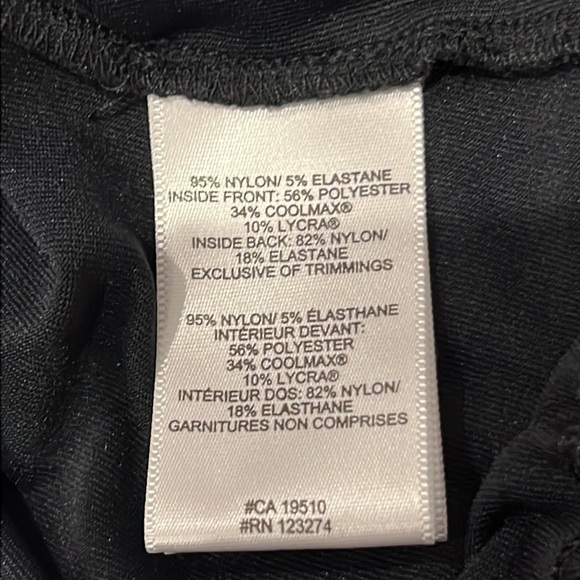 95% NYLON/ 5% ELASTANE
INSIDE FRONT: 56% POLYESTER
34% COOLMAX®
10% LYCRA®
INSIDE BACK: 82% NYLON/
18% ELASTANE
EXCLUSIVE OF TRIMMINGS
95% NYLON/ 5% ÉLASTHANE
INTÉRIEUR DEVANT:
56% POLYESTER
34% COOLMAX®
10% LYCRA®
INTÉRIEUR DOS: 82% NYLON/
18% ELASTHANE
GARNITURES NON COMPRISES
#CA 19510
#RN 123274